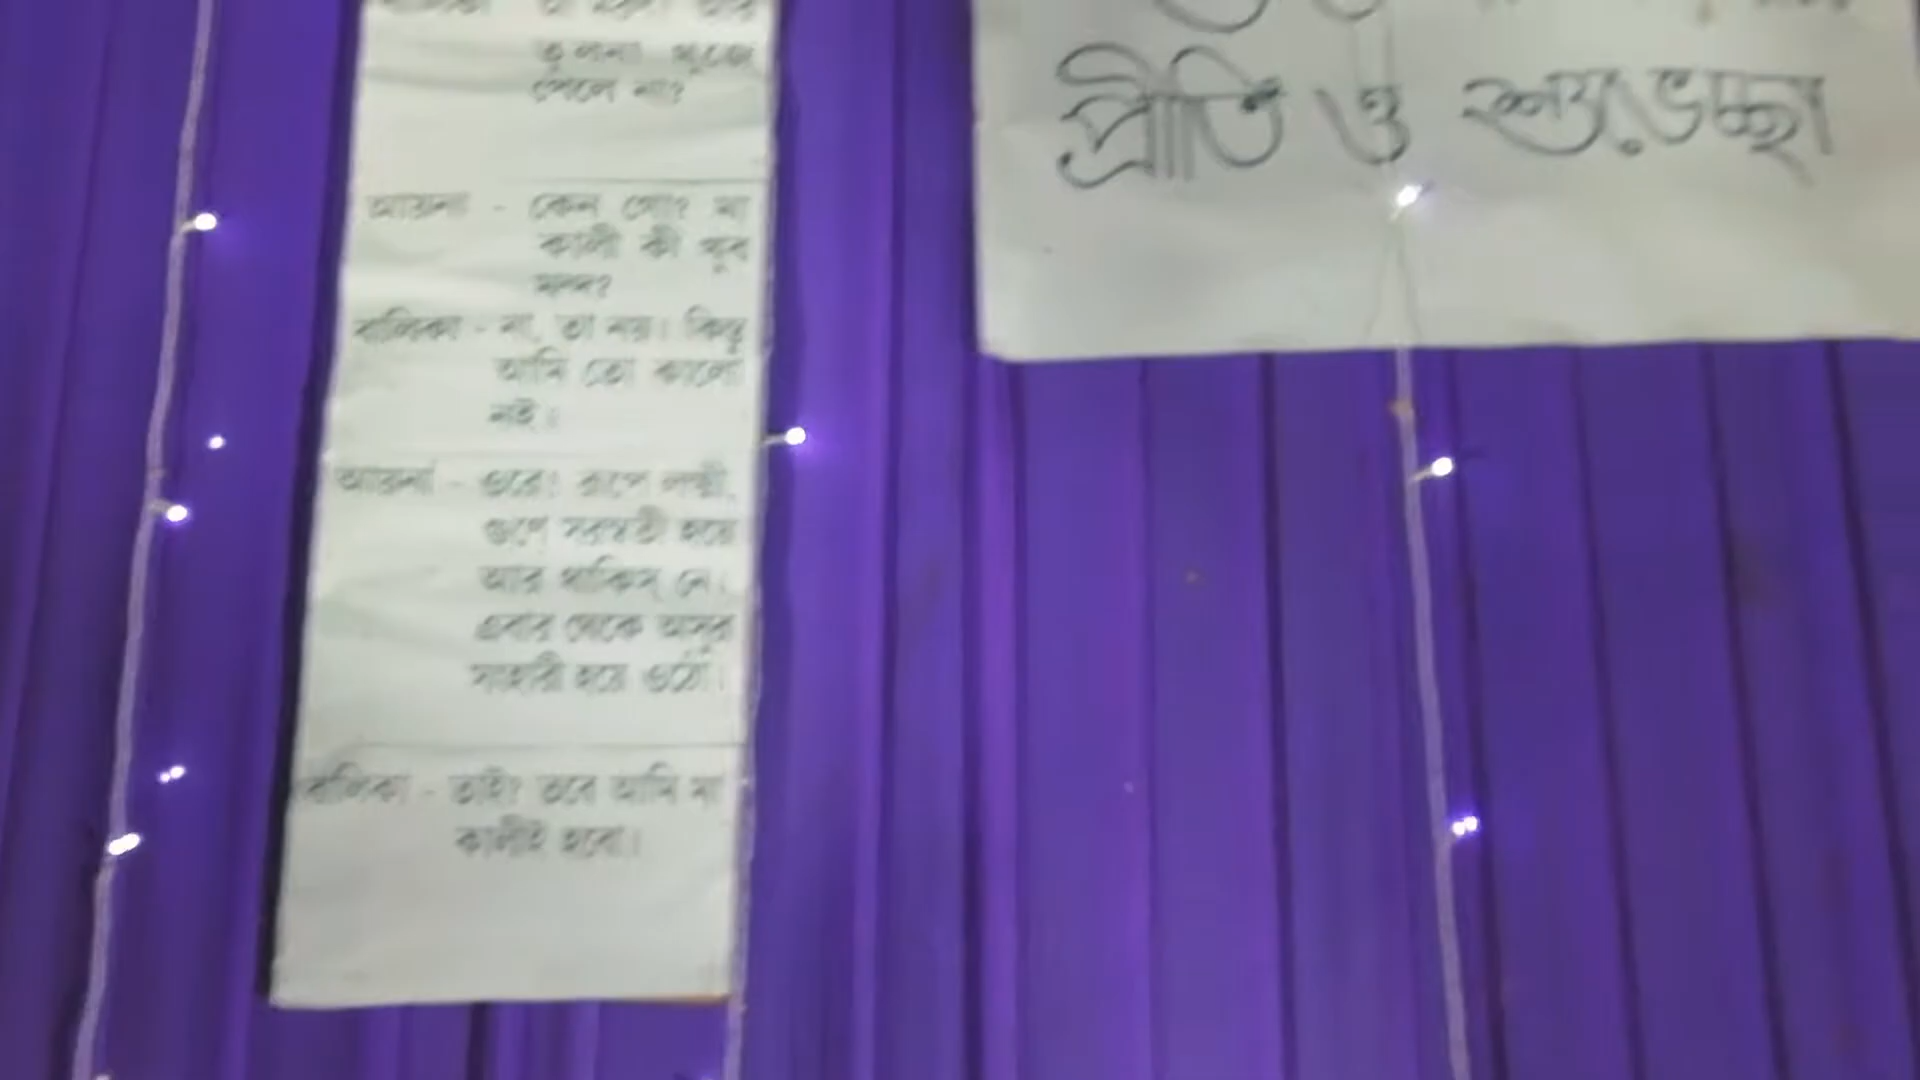 তুলনা খুঁজে
পেলে না?
আয়না - কেন গো? মা
কালী কী খুব
মন্দ?
বালিকা - না, তা নয়। কিন্তু
আমি তো কালো
নই।
আয়না - ওরে! রূপে লক্ষ্মী,
গুণে সরস্বতী হয়ে
আর থাকিস্ নে।
এবার থেকে অসুর
সংহারী হয়ে ওঠো।
বালিকা - তাই? তবে আমি মা
কালীই হবো।
প্রীতি ও শুভেচ্ছা